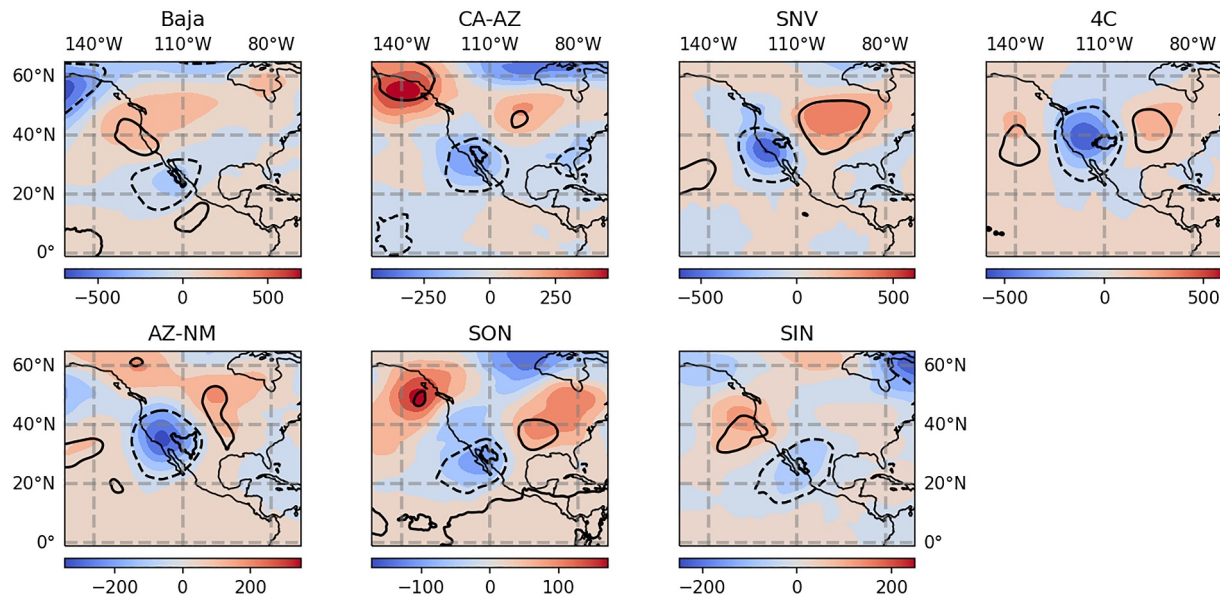 Baja CA-AZ SNV 4C
140°W 110°W 80°W 140°W 110°W 80°W 140°W 110°W 80°W 140°W 110°W 80°W
60°N
40°N
20°N
0°
−500 0 500 −250 0 250 −500 0 500 −500 0 500
AZ-NM SON SIN
60°N 60°N
40°N 40°N
20°N 20°N
0° 0°
−200 0 200 −100 0 100 −200 0 200